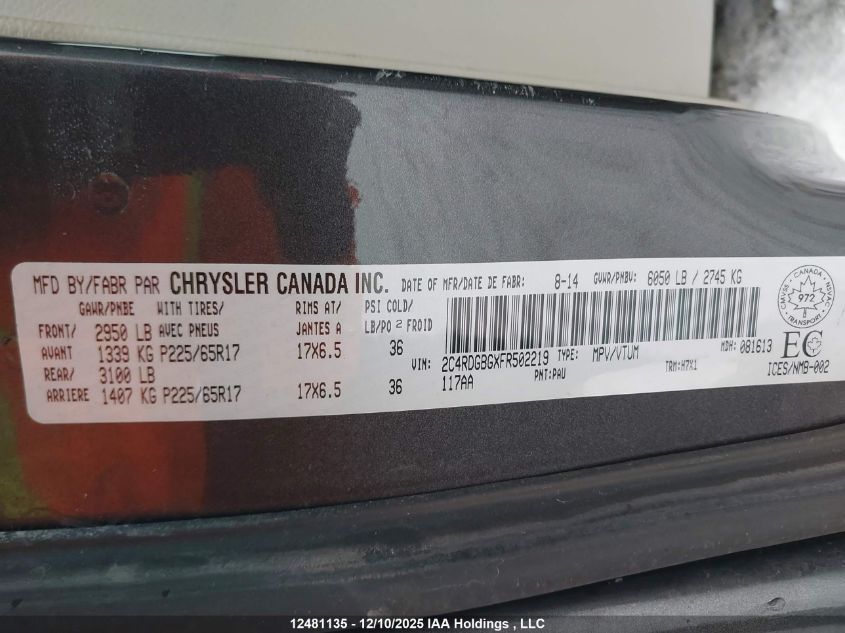 MFD BY/FABR PAR CHRYSLER CANADA INC. DATE OF MFR/DATE DE FABR: 8-14 GVWR/PNBV: 6050 LB / 2745 KG
GAWR/PNBE WITH TIRES/ RIMS AT/ PSI COLD/
FRONT/ 2950 LB AVEC PNEUS JANTES A LB/PO2 FROID
AVANT 1339 KG P225/65R17 17X6.5 36
REAR/ 3100 LB
ARRIERE 1407 KG P225/65R17 17X6.5 36
VIN: 2C4RDGBGXFR502219 TYPE: MPV/VTUM MDH: 081613
117AA PNT:PAU TRM:H7X1
CANADA
972
TRANSPORT
EC
ICES/NMB-002
12481135 - 12/10/2025 IAA Holdings , LLC